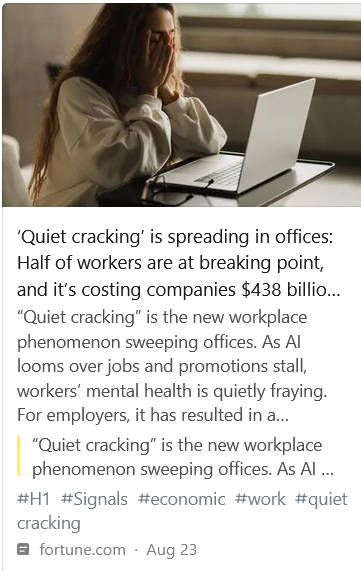 ‘Quiet cracking’ is spreading in offices:
Half of workers are at breaking point,
and it’s costing companies $438 billio...
“Quiet cracking” is the new workplace
phenomenon sweeping offices. As AI
looms over jobs and promotions stall,
workers’ mental health is quietly fraying.
For employers, it has resulted in a...
“Quiet cracking” is the new workplace
phenomenon sweeping offices. As AI ...
#H1 #Signals #economic #work #quiet
cracking
fortune.com · Aug 23